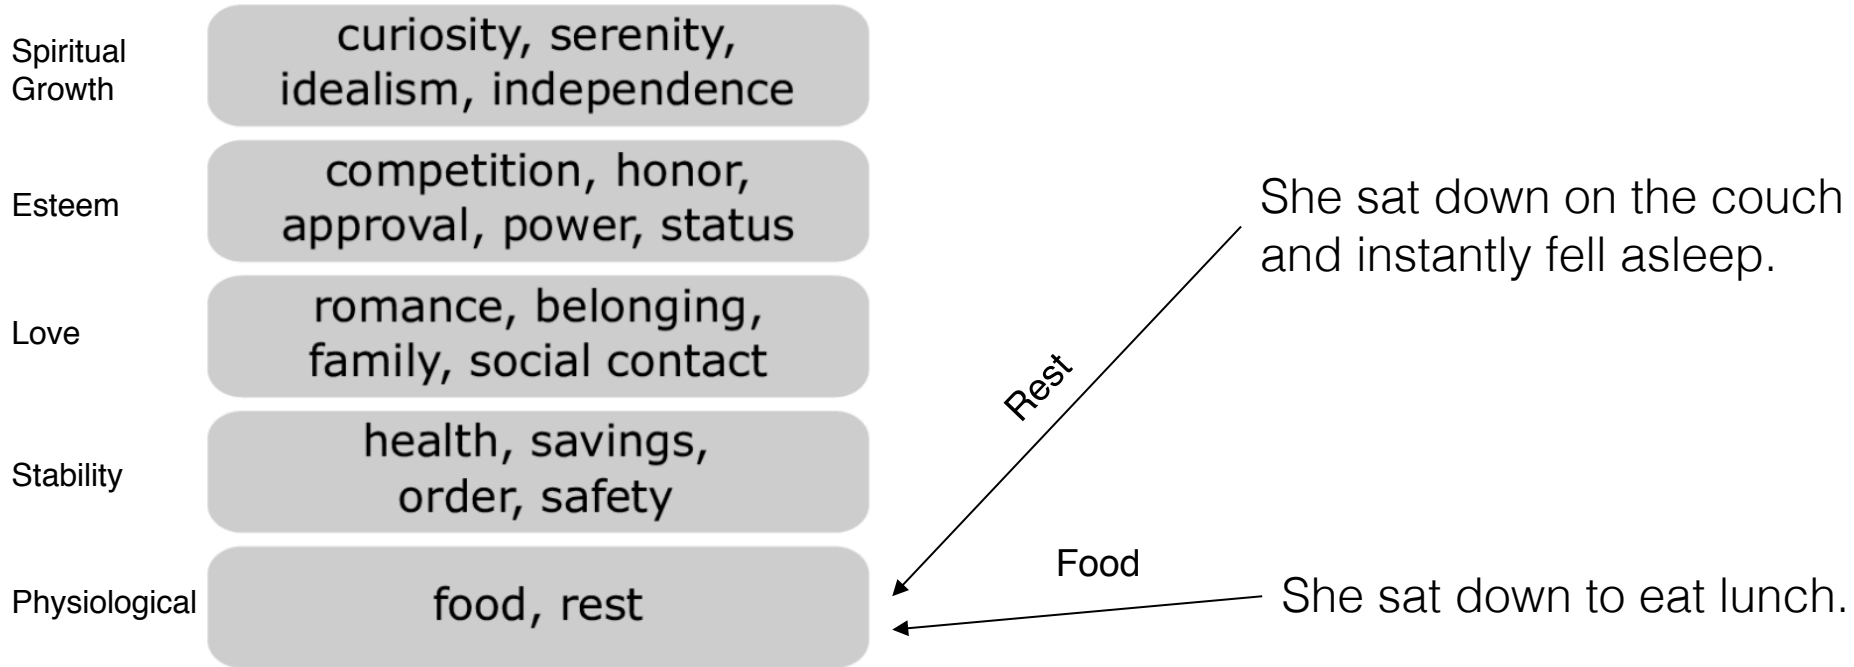 Spiritual
Growth
curiosity, serenity,
idealism, independence
Esteem
competition, honor,
approval, power, status
Love
romance, belonging,
family, social contact
Stability
health, savings,
order, safety
Physiological
food, rest
She sat down on the couch
and instantly fell asleep.
Rest
Food
She sat down to eat lunch.